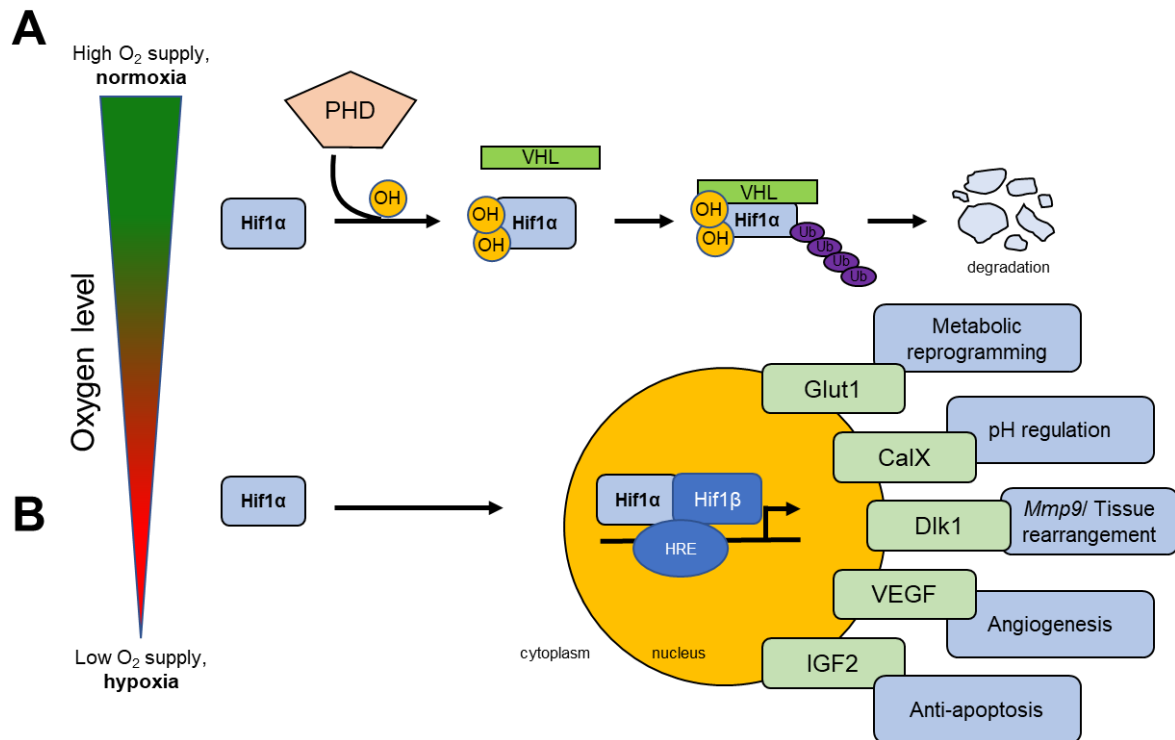 A
High O₂ supply,
normoxia
PHD
OH
VHL
Hif1α
OH
OH
Hif1α
VHL
OH
OH
Hif1α
Ub
Ub
Ub
Ub
degradation
Oxygen level
B
Low O₂ supply,
hypoxia
Hif1α
cytoplasm
nucleus
Hif1α
Hif1β
HRE
Glut1
Metabolic
reprogramming
CalX
pH regulation
Dlk1
Mmp9/ Tissue
rearrangement
VEGF
Angiogenesis
IGF2
Anti-apoptosis